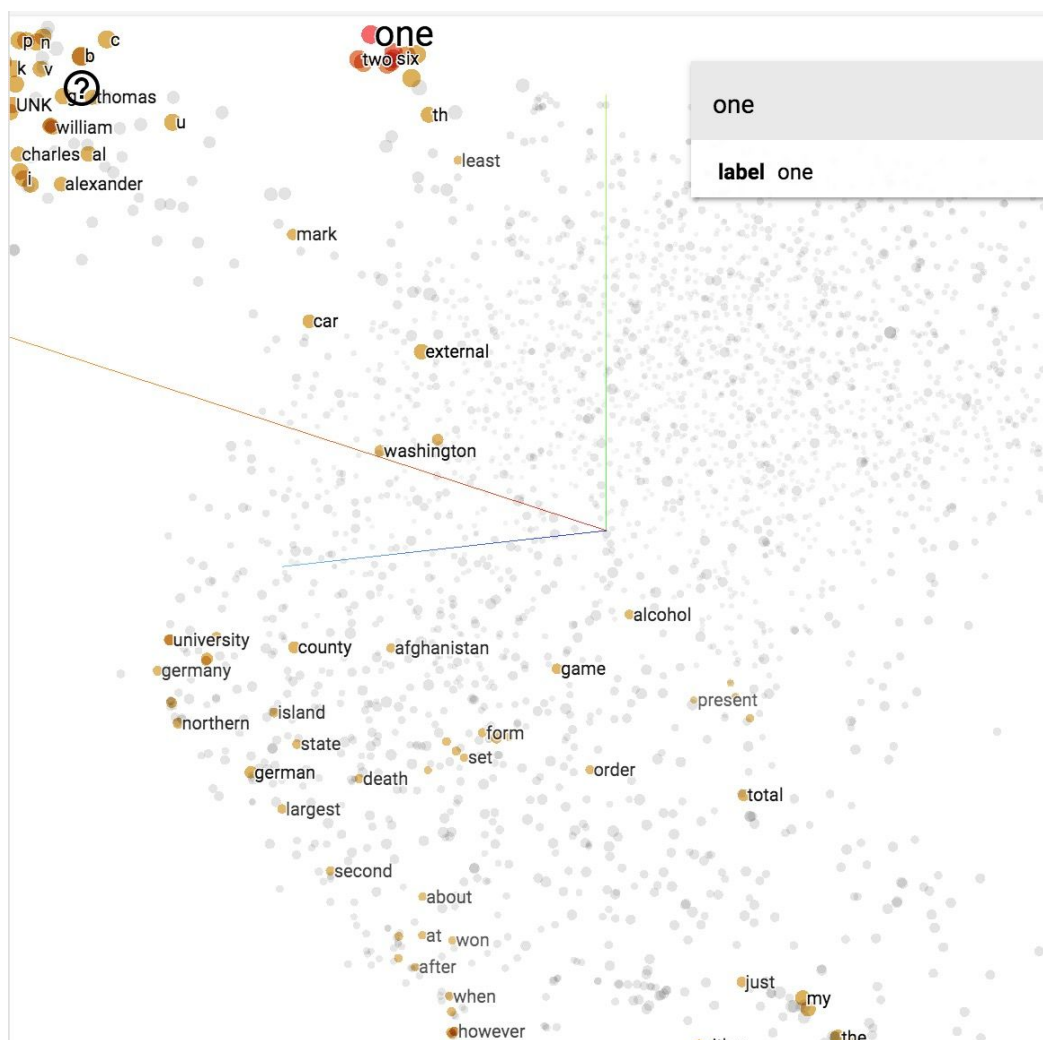 one
p n c
b
two six
k v
?
g thomas
UNK
th
william
u
charles al
least
i
alexander
one
label one
mark
car
external
washington
alcohol
university
county
afghanistan
germany
game
present
northern
island
state
form
set
german
death
order
largest
total
second
about
at
won
after
just
when
my
however
the